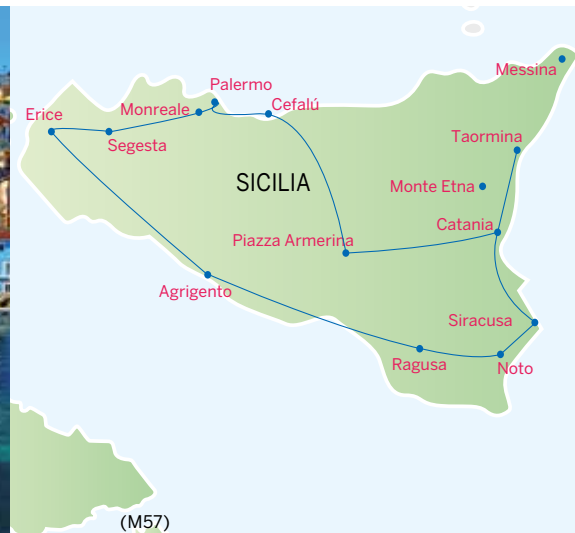 Messina
Palermo
Cefalú
Erice
Monreale
Segesta
Taormina
SICILIA
Monte Etna
Catania
Piazza Armerina
Agrigento
Siracusa
Ragusa
Noto
(M57)